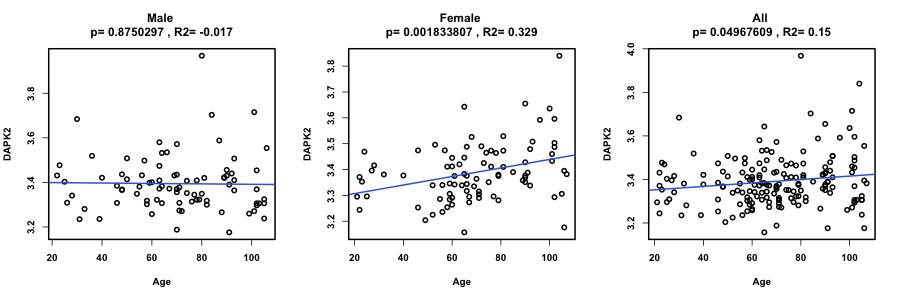 Male
p= 0.8750297 , R2= -0.017
DAPK2
3.8
3.6
3.4
3.2
20 40 60 80 100
Age
Female
p= 0.001833807 , R2= 0.329
DAPK2
3.8
3.7
3.6
3.5
3.4
3.3
3.2
20 40 60 80 100
Age
All
p= 0.04967609 , R2= 0.15
DAPK2
4.0
3.8
3.6
3.4
3.2
20 40 60 80 100
Age